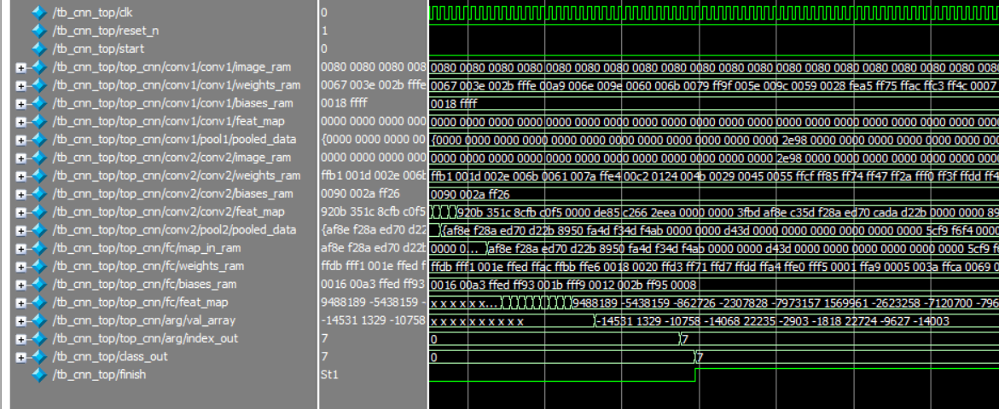 /tb_cnn_top/clk 0
/tb_cnn_top/reset_n 1
/tb_cnn_top/start 0
/tb_cnn_top/top_cnn/conv1/conv1/image_ram 0080 0080 0080 008 0080 0080 0080 0080 0080 0080 0080 0080 0080 0080 0080 0080 0080 0080 0080 0080 0080 0080 0080 0080 0080 008
/tb_cnn_top/top_cnn/conv1/conv1/weights_ram 0067 003e 002b fffe 0067 003e 002b fffe 00a9 006e 009e 0060 006b 0079 ff9f 005e 009c 0059 0028 fea5 ff75 ffac ffc3 ff4c 0007
/tb_cnn_top/top_cnn/conv1/conv1/biases_ram 0018 ffff 0018 ffff
/tb_cnn_top/top_cnn/conv1/conv1/feat_map 0000 0000 0000 000 0000 0000 0000 0000 0000 0000 0000 0000 0000 0000 0000 0000 0000 0000 0000 0000 0000 0000 0000 0000 0000 000
/tb_cnn_top/top_cnn/conv1/pool1/pooled_data {0000 0000 0000 00 {0000 0000 0000 0000 0000 0000 0000 0000 0000 0000 0000 0000 0000 0000 0000 2e98 0000 0000 0000 0000 0000 00
/tb_cnn_top/top_cnn/conv2/conv2/image_ram 0000 0000 0000 000 0000 0000 0000 0000 0000 0000 0000 0000 0000 0000 0000 0000 0000 0000 0000 2e98 0000 0000 0000 0000 0000 000
/tb_cnn_top/top_cnn/conv2/conv2/weights_ram ffb1 001d 002e 006b ffb1 001d 002e 006b 0061 007a ffe4 00c2 0124 004b 0029 0045 0055 ffcf ff85 ff74 ff47 ff2a fff0 ff3f ffdd ff4
/tb_cnn_top/top_cnn/conv2/conv2/biases_ram 0090 002a ff26 0090 002a ff26
/tb_cnn_top/top_cnn/conv2/conv2/feat_map 920b 351c 8cfb c0f5 920b 351c 8cfb c0f5 0000 de85 c266 2eea 0000 0000 3fbd af8e c35d f28a ed70 cada d22b 0000 0000 89
/tb_cnn_top/top_cnn/conv2/pool2/pooled_data {af8e f28a ed70 d22 {af8e f28a ed70 d22b 8950 fa4d f34d f4ab 0000 0000 d43d 0000 0000 0000 0000 0000 0000 5cf9 f6f4 0000
/tb_cnn_top/top_cnn/fc/map_in_ram af8e f28a ed70 d22b 0000 0... af8e f28a ed70 d22b 8950 fa4d f34d f4ab 0000 0000 d43d 0000 0000 0000 0000 0000 0000 5cf9 f
/tb_cnn_top/top_cnn/fc/weights_ram ffdb fff1 001e ffed f ffdb fff1 001e ffed ffac ffbb ffe6 0018 0020 ffd3 ff71 ffd7 ffdd ffa4 ffe0 fff5 0001 ffa9 0005 003a ffca 0069 0
/tb_cnn_top/top_cnn/fc/biases_ram 0016 00a3 ffed ff93 0016 00a3 ffed ff93 001b fff9 0012 002b ff95 0008
/tb_cnn_top/top_cnn/fc/feat_map 9488189 -5438159 - x x x x x x... 9488189 -5438159 -862726 -2307828 -7973157 1569961 -2623258 -7120700 -796
/tb_cnn_top/top_cnn/arg/val_array -14531 1329 -10758 x x x x x x x x x x -14531 1329 -10758 -14068 22235 -2903 -1818 22724 -9627 -14003
/tb_cnn_top/top_cnn/arg/index_out 7 0 7
/tb_cnn_top/class_out 7 0 7
/tb_cnn_top/finish St1